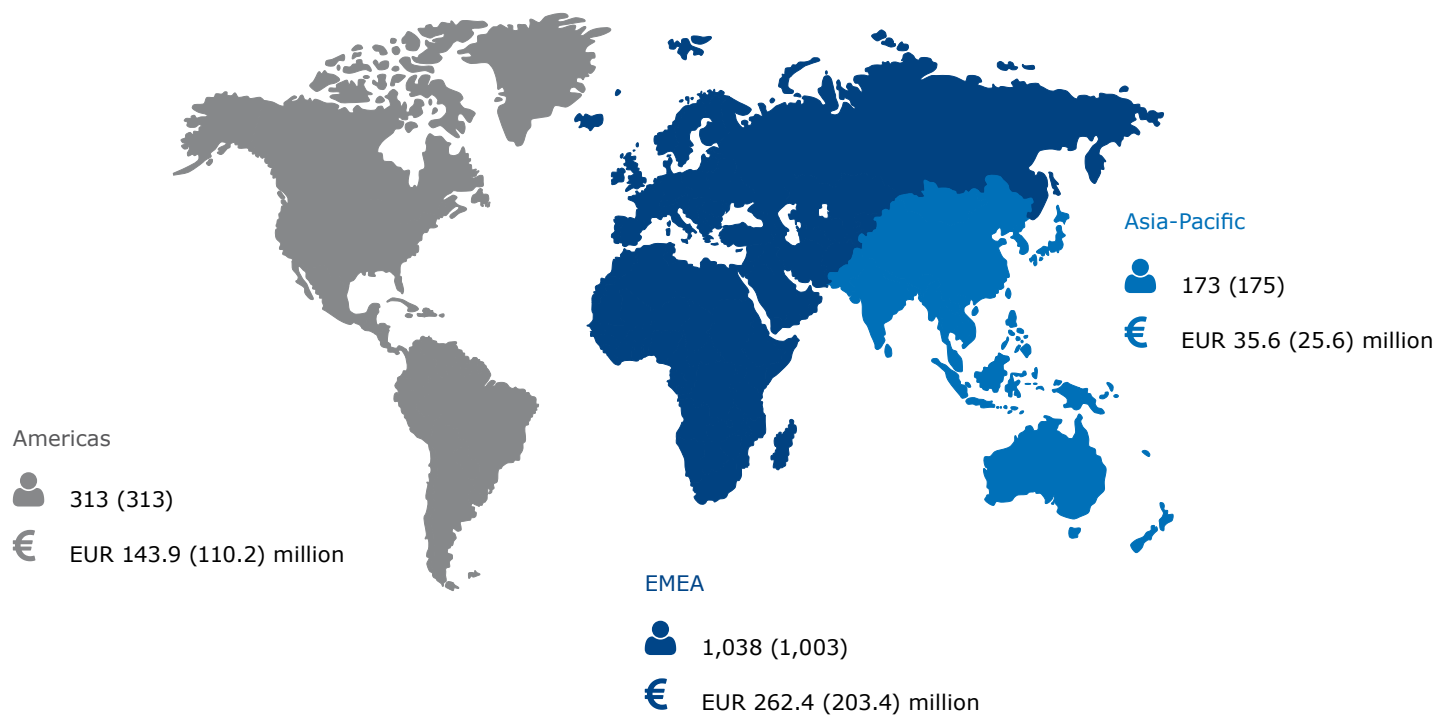 Asia-Pacific
173 (175)
€ EUR 35.6 (25.6) million
Americas
313 (313)
€ EUR 143.9 (110.2) million
EMEA
1,038 (1,003)
€ EUR 262.4 (203.4) million